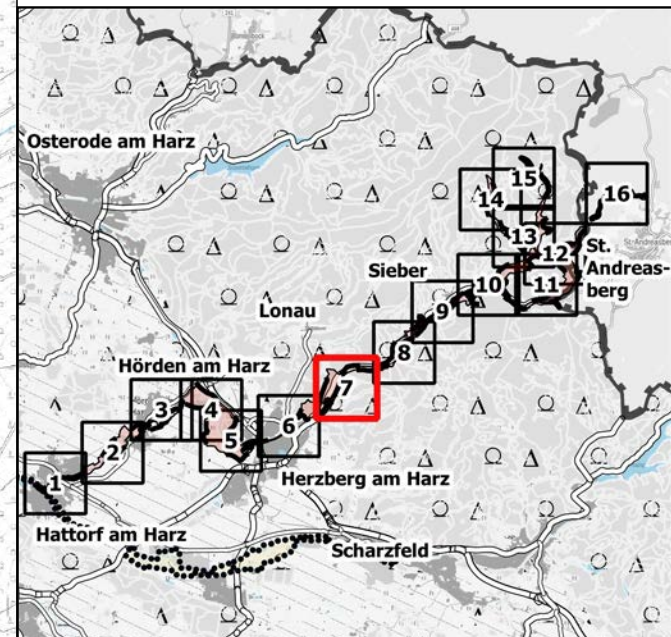 Osterode am Harz
15
14
16
13
12
St.
Andreas-
berg
Sieber
10
11
9
Lonau
8
Hörden am Harz
7
3
4
6
5
2
1
Herzberg am Harz
Hattorf am Harz
Scharzfeld